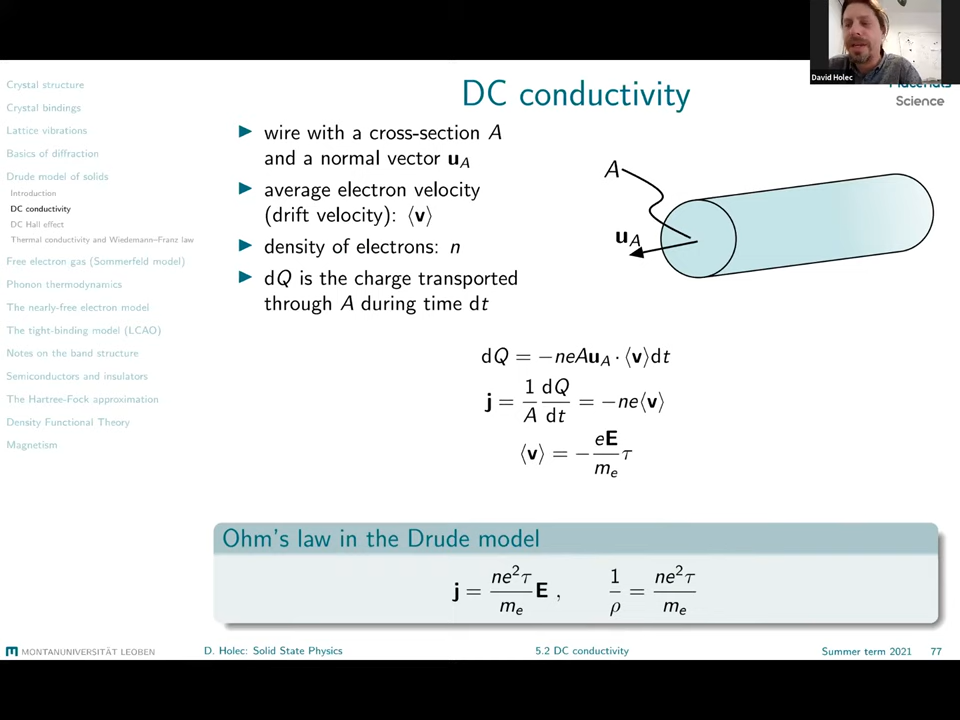 David Holec
Materials
Science
DC conductivity
Crystal structure
Crystal bindings
Lattice vibrations
Basics of diffraction
Drude model of solids
Introduction
DC conductivity
DC Hall effect
Thermal conductivity and Wiedemann–Franz law
Free electron gas (Sommerfeld model)
Phonon thermodynamics
The nearly-free electron model
The tight-binding model (LCAO)
Notes on the band structure
Semiconductors and insulators
The Hartree-Fock approximation
Density Functional Theory
Magnetism
▶ wire with a cross-section A
and a normal vector u_A
▶ average electron velocity
(drift velocity): ⟨v⟩
▶ density of electrons: n
▶ dQ is the charge transported
through A during time dt
A
u_A
dQ = −neAu_A · ⟨v⟩dt
j = 1/A dQ/dt = −ne⟨v⟩
⟨v⟩ = − eE/m_e τ
Ohm's law in the Drude model
j = ne²τ/m_e E , 1/ρ = ne²τ/m_e
MONTANUNIVERSITÄT LEOBEN D. Holec: Solid State Physics 5.2 DC conductivity Summer term 2021 77